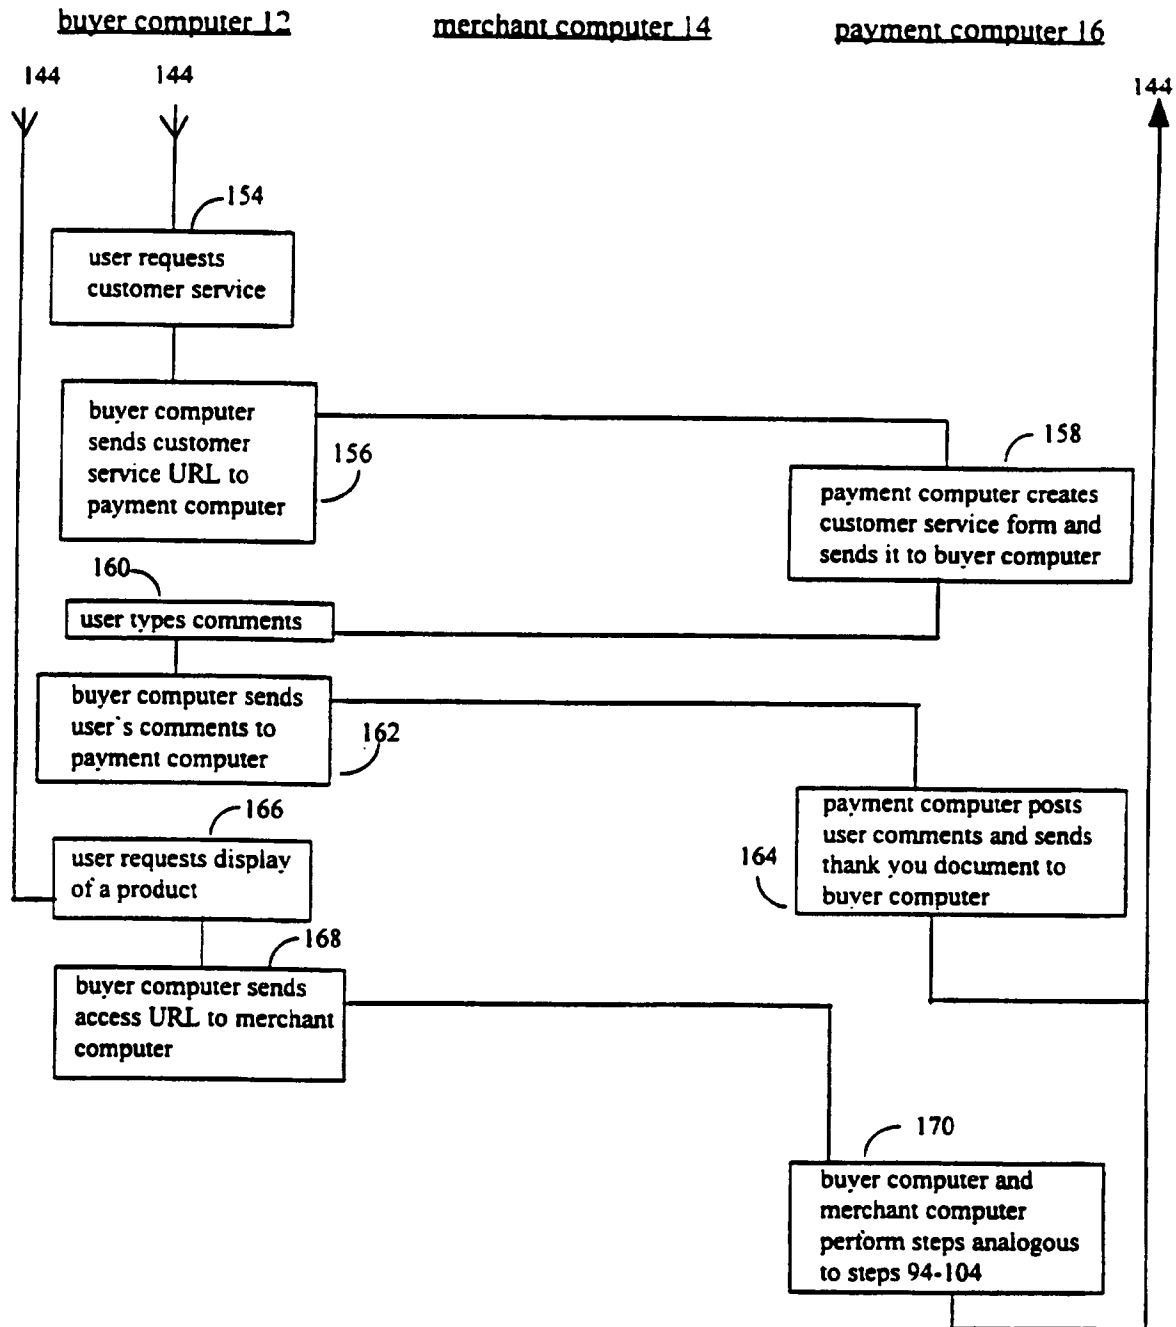 buyer computer 12
merchant computer 14
payment computer 16
144
144
144
154
user requests
customer service
buyer computer
sends customer
service URL to
payment computer
156
158
payment computer creates
customer service form and
sends it to buyer computer
160
user types comments
buyer computer sends
user's comments to
payment computer
162
payment computer posts
user comments and sends
thank you document to
buyer computer
164
166
user requests display
of a product
168
buyer computer sends
access URL to merchant
computer
170
buyer computer and
merchant computer
perform steps analogous
to steps 94-104